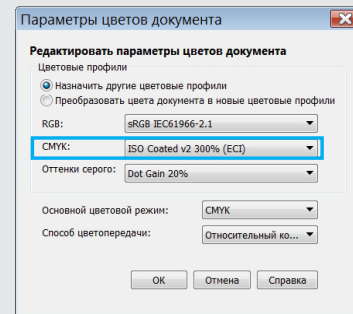 Параметры цветов документа
Редактировать параметры цветов документа
Цветовые профили
Назначить другие цветовые профили
Преобразовать цвета документа в новые цветовые профили
RGB: sRGB IEC61966-2.1
CMYK: ISO Coated v2 300% (ECI)
Оттенки серого: Dot Gain 20%
Основной цветовой режим: CMYK
Способ цветопередачи: Относительный ко...
ОК Отмена Справка